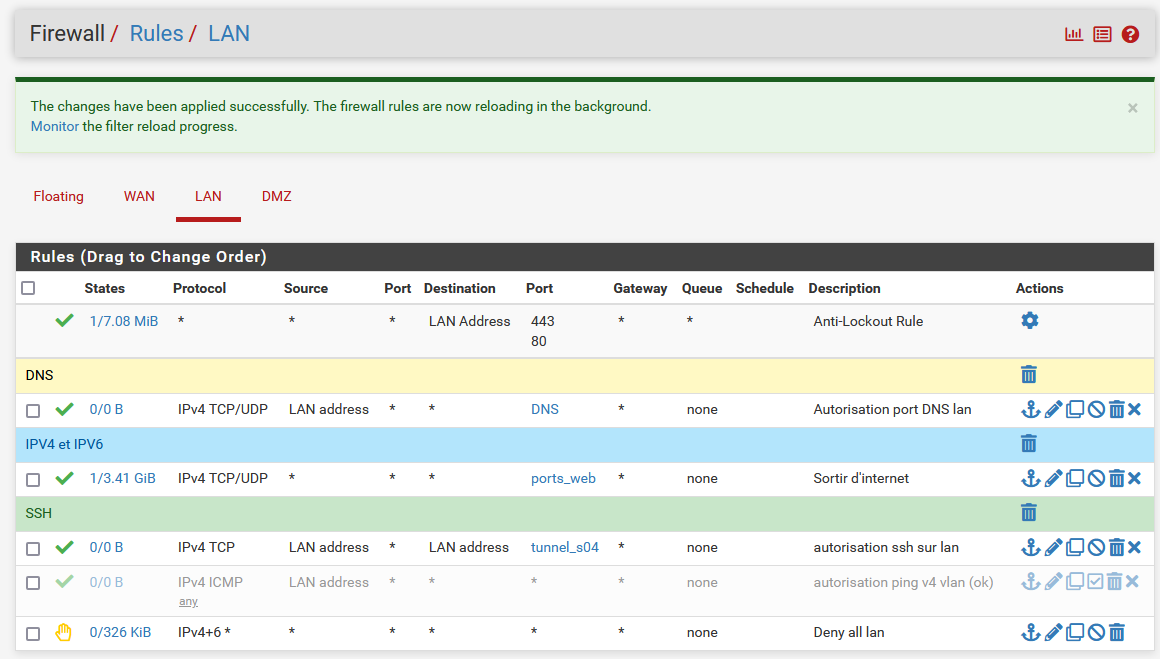 Firewall / Rules / LAN
The changes have been applied successfully. The firewall rules are now reloading in the background.
Monitor the filter reload progress.
Floating WAN LAN DMZ
Rules (Drag to Change Order)
States Protocol Source Port Destination Port Gateway Queue Schedule Description Actions
1/7.08 MiB * * * LAN Address 443 * * Anti-Lockout Rule
80
DNS
0/0 B IPv4 TCP/UDP LAN address * * DNS * none Autorisation port DNS lan
IPV4 et IPV6
1/3.41 GiB IPv4 TCP/UDP * * * ports_web * none Sortir d'internet
SSH
0/0 B IPv4 TCP LAN address * LAN address tunnel_s04 * none autorisation ssh sur lan
0/0 B IPv4 ICMP LAN address * * * * none autorisation ping v4 vlan (ok)
any
0/326 KiB IPv4+6 * * * * * * none Deny all lan